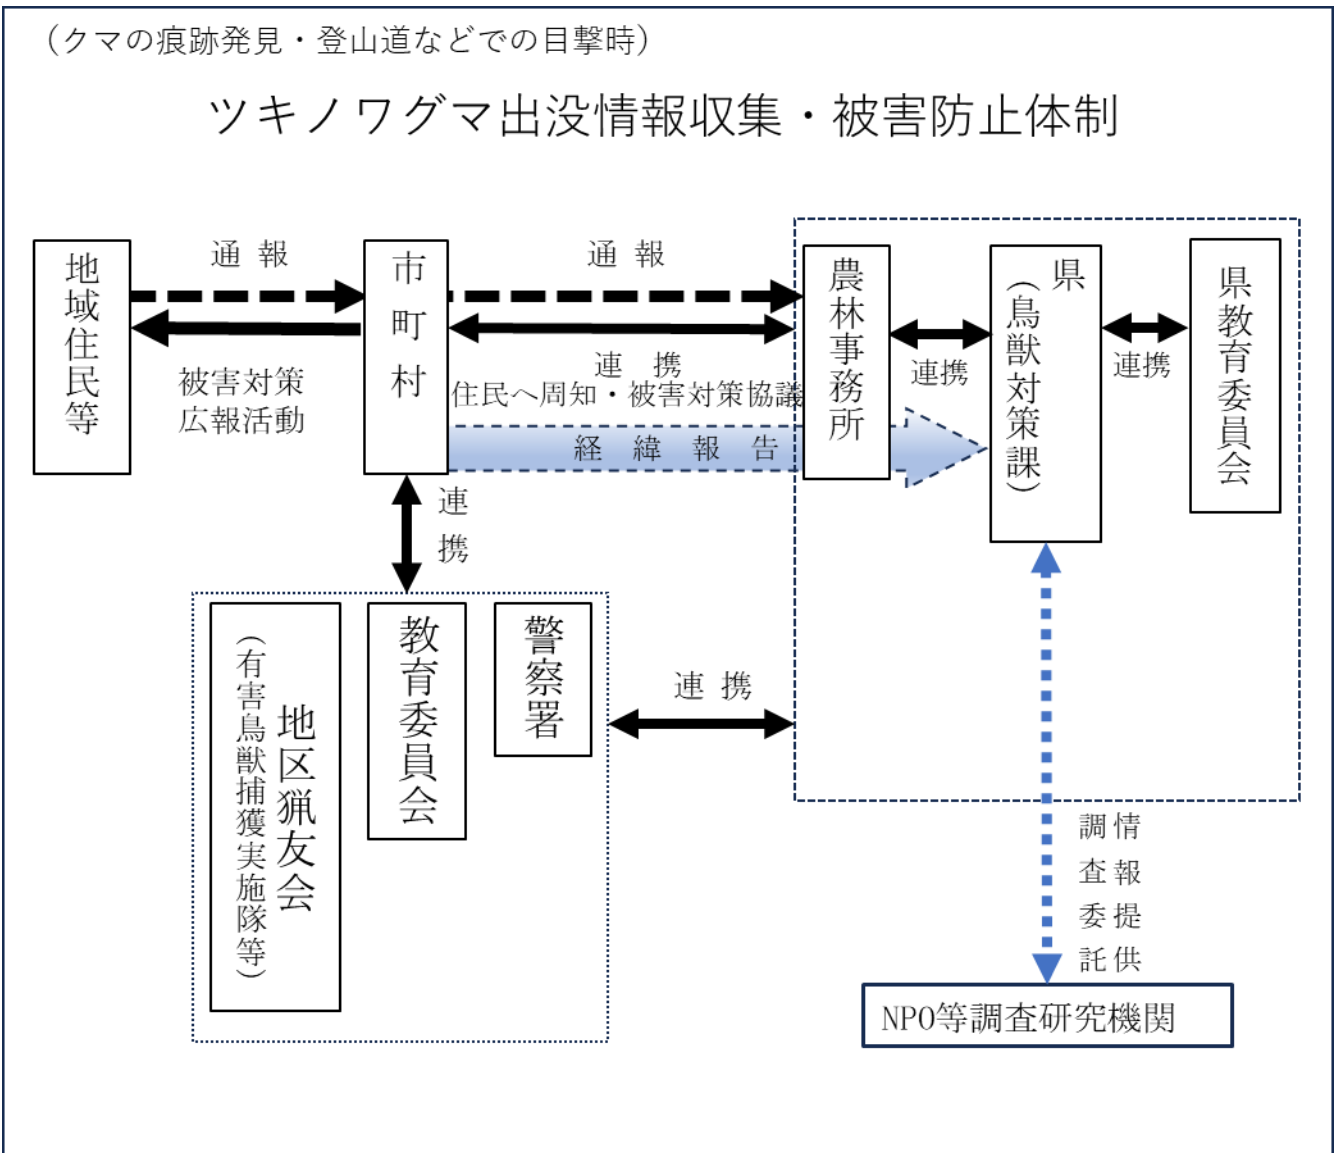 （クマの痕跡発見・登山道などでの目撃時）
ツキノワグマ出没情報収集・被害防止体制
地域住民等
通報
被害対策
広報活動
市町村
通報
連携
住民へ周知・被害対策協議
経緯報告
農林事務所
連携
県
（鳥獣対策課）
連携
県教育委員会
連携
地区猟友会
（有害鳥獣捕獲実施隊等）
教育委員会
警察署
連携
情報提供
調査委託
NPO等調査研究機関